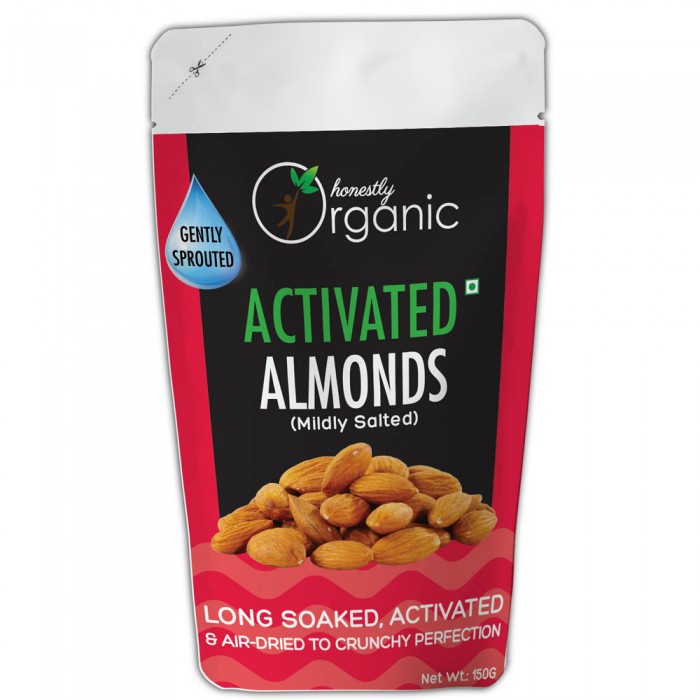 honestly
Organic
GENTLY
SPROUTED
ACTIVATED
ALMONDS
(Mildly Salted)
LONG SOAKED, ACTIVATED
& AIR-DRIED TO CRUNCHY PERFECTION
Net Wt.: 150G